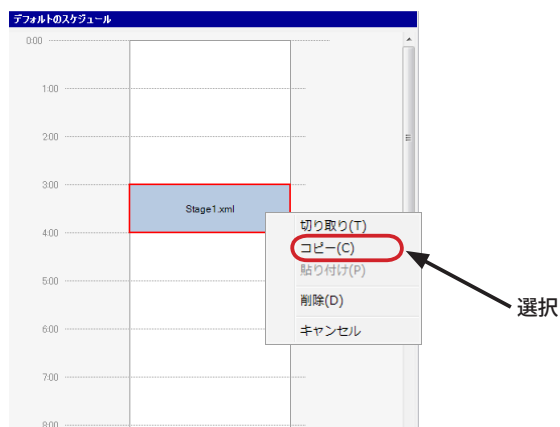 デフォルトのスケジュール
0:00
1:00
2:00
3:00
Stage1.xml
切り取り(T)
4:00
コピー(C)
貼り付け(P)
5:00
削除(D)
選択
6:00
キャンセル
7:00
8:00